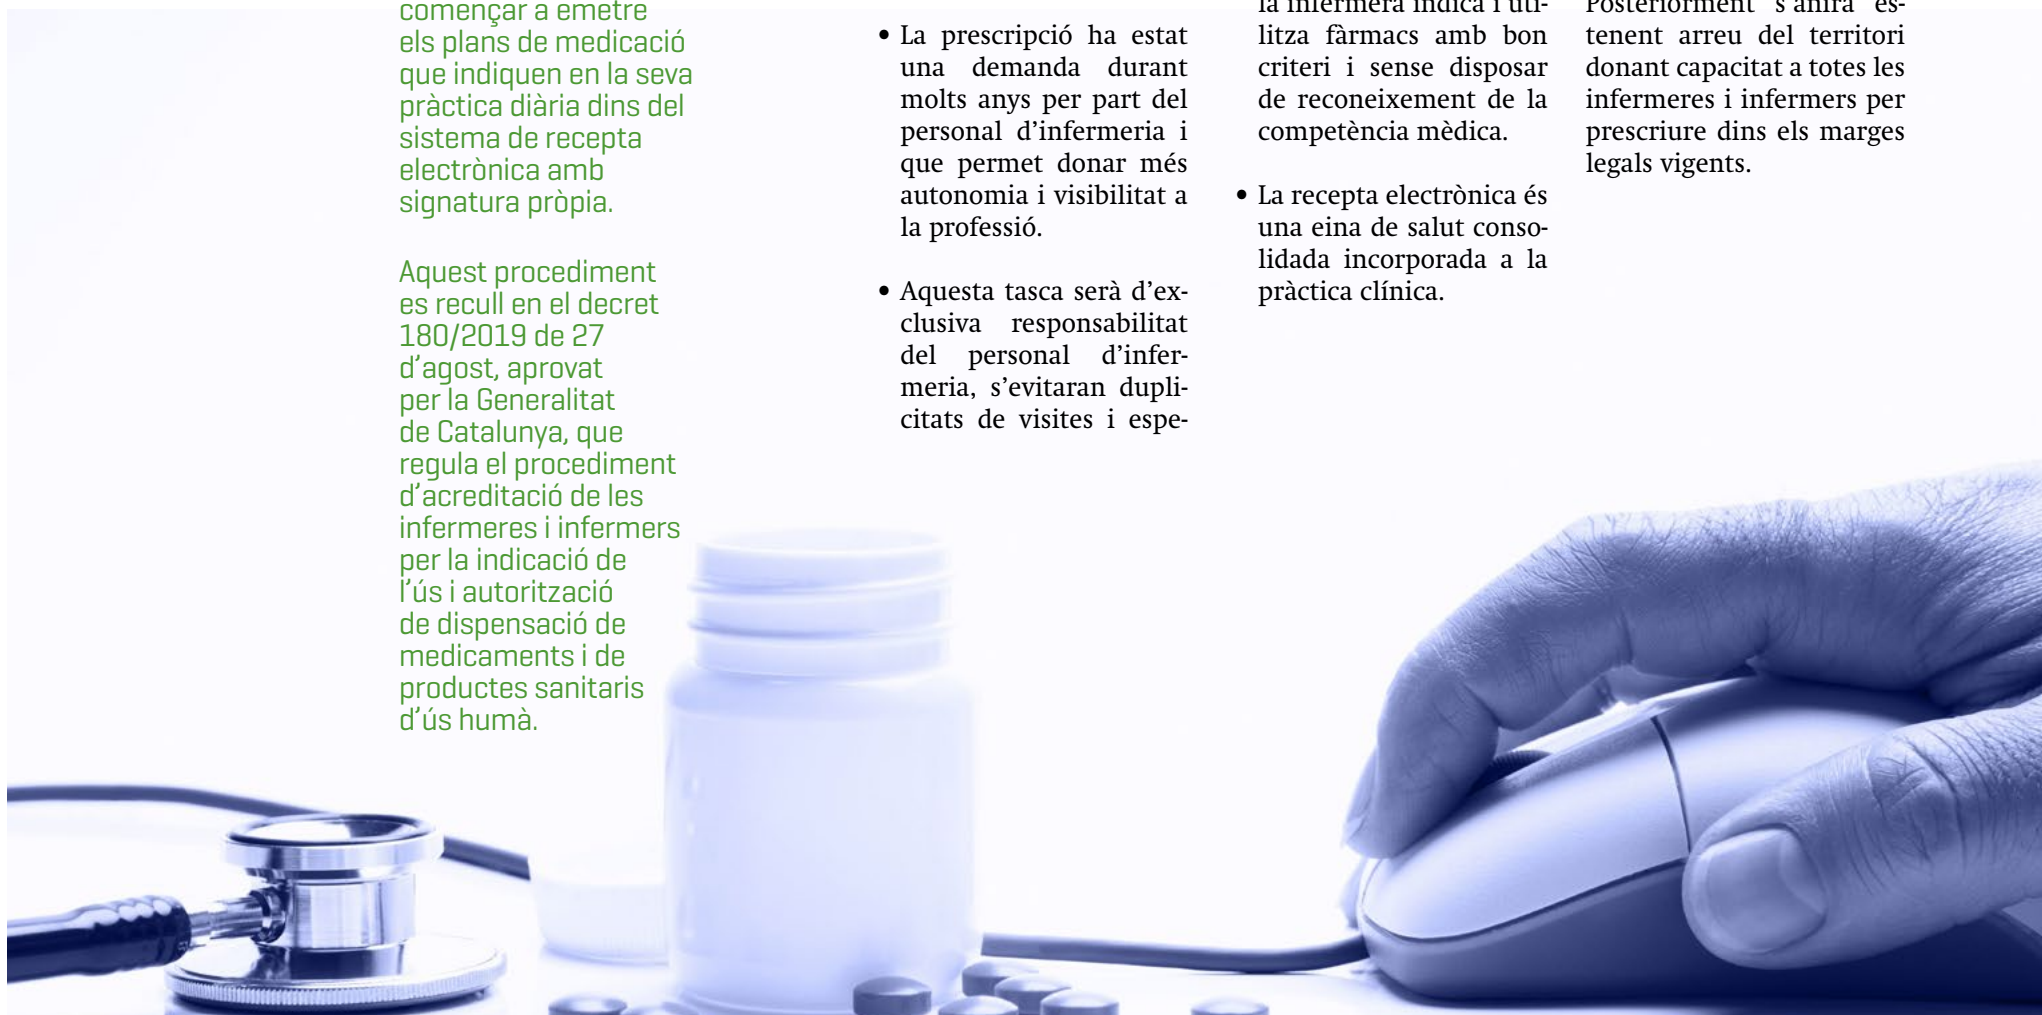 començar a emetre
els plans de medicació
que indiquen en la seva
pràctica diària dins del
sistema de recepta
electrònica amb
signatura pròpia.
Aquest procediment
es recull en el decret
180/2019 de 27
d’agost, aprovat
per la Generalitat
de Catalunya, que
regula el procediment
d’acreditació de les
infermeres i infermers
per la indicació de
l’ús i autorització
de dispensació de
medicaments i de
productes sanitaris
d’ús humà.
• La prescripció ha estat
una demanda durant
molts anys per part del
personal d’infermeria i
que permet donar més
autonomia i visibilitat a
la professió.
• Aquesta tasca serà d’ex-
clusiva responsabilitat
del personal d’infer-
meria, s’evitaran dupli-
citats de visites i espe-
la infermera indica i uti-
litza fàrmacs amb bon
criteri i sense disposar
de reconeixement de la
competència mèdica.
• La recepta electrònica és
una eina de salut conso-
lidada incorporada a la
pràctica clínica.
Posteriorment s’anirà es-
tenent arreu del territori
donant capacitat a totes les
infermeres i infermers per
prescriure dins els marges
legals vigents.